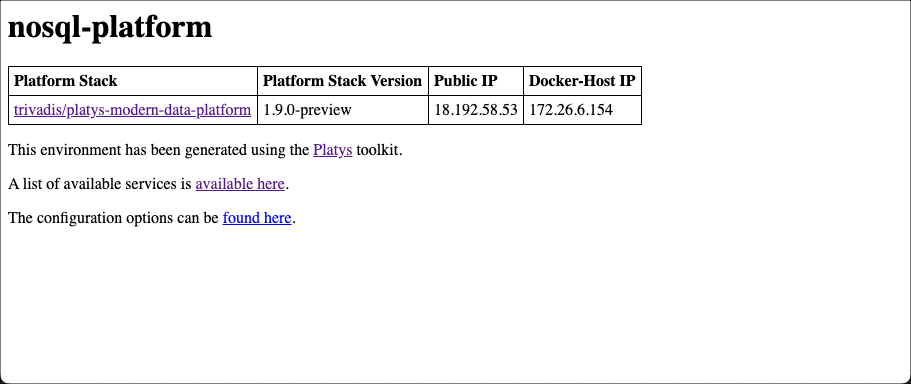 nosql-platform
Platform Stack Platform Stack Version Public IP Docker-Host IP
trivadis/platys-modern-data-platform 1.9.0-preview 18.192.58.53 172.26.6.154
This environment has been generated using the Platys toolkit.
A list of available services is available here.
The configuration options can be found here.